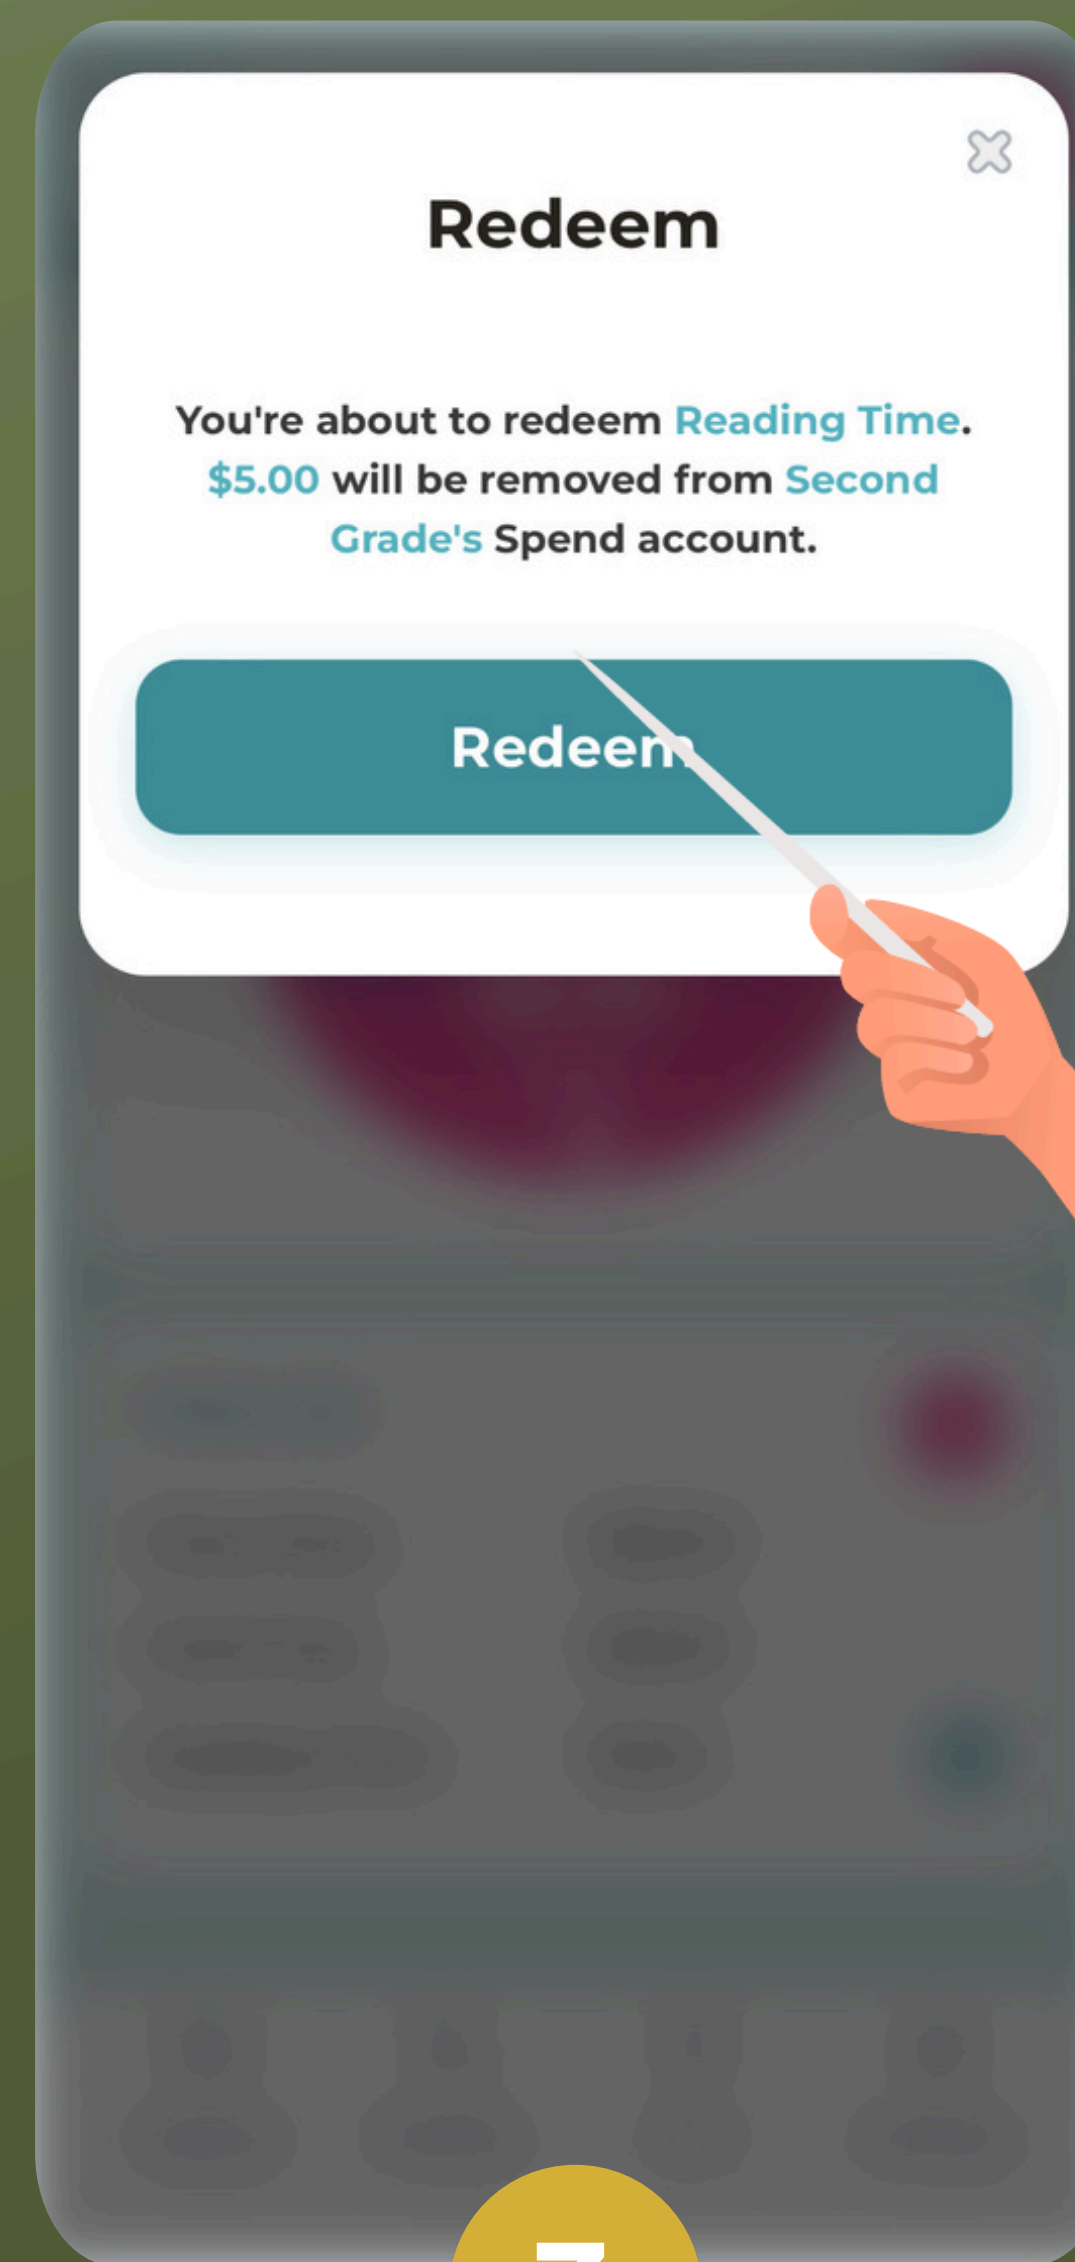 Redeem
You're about to redeem Reading Time.
$5.00 will be removed from Second
Grade's Spend account.
Redeem